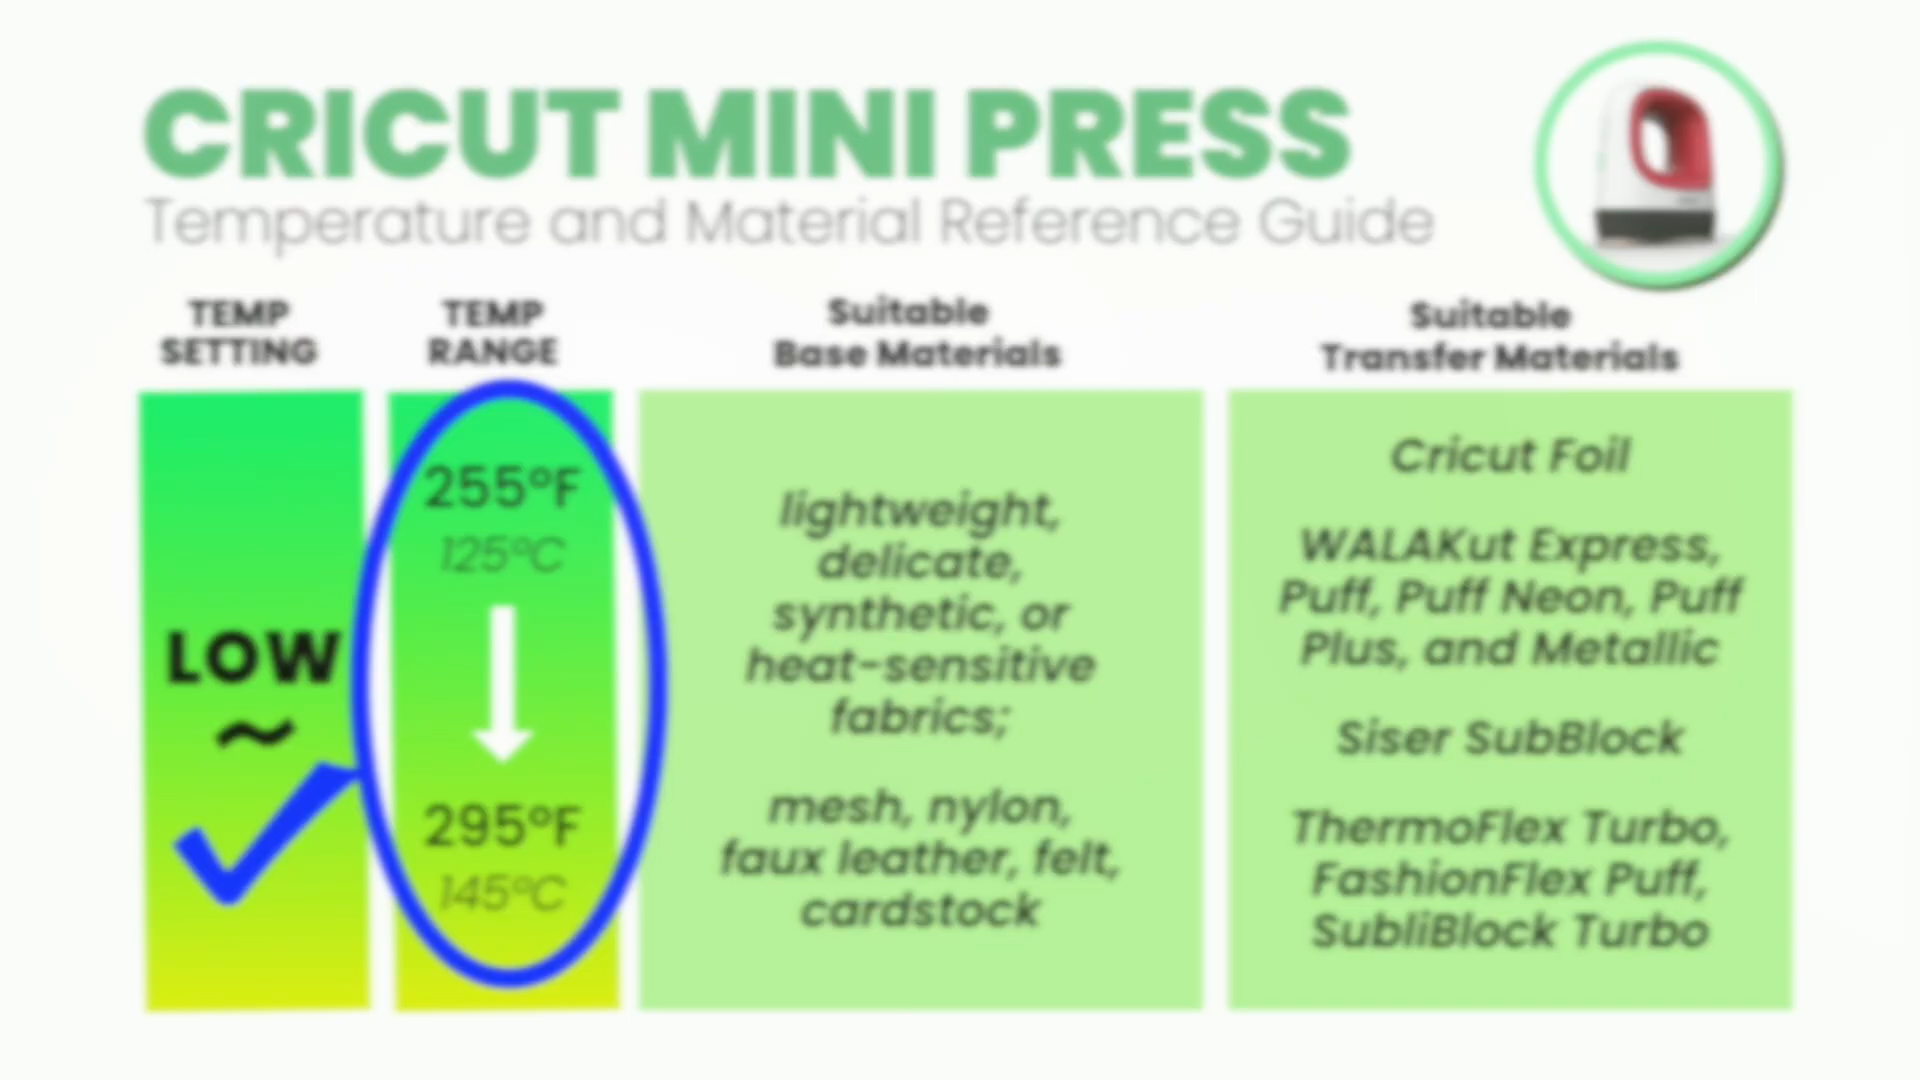 CRICUT MINI PRESS
Temperature and Material Reference Guide
TEMP
SETTING
TEMP
RANGE
Suitable
Base Materials
Suitable
Transfer Materials
LOW
~
255°F
125°C
295°F
145°C
lightweight,
delicate,
synthetic, or
heat-sensitive
fabrics;
mesh, nylon,
faux leather, felt,
cardstock
Cricut Foil
WALAKut Express,
Puff, Puff Neon, Puff
Plus, and Metallic
Siser SubBlock
ThermoFlex Turbo,
FashionFlex Puff,
SubliBlock Turbo